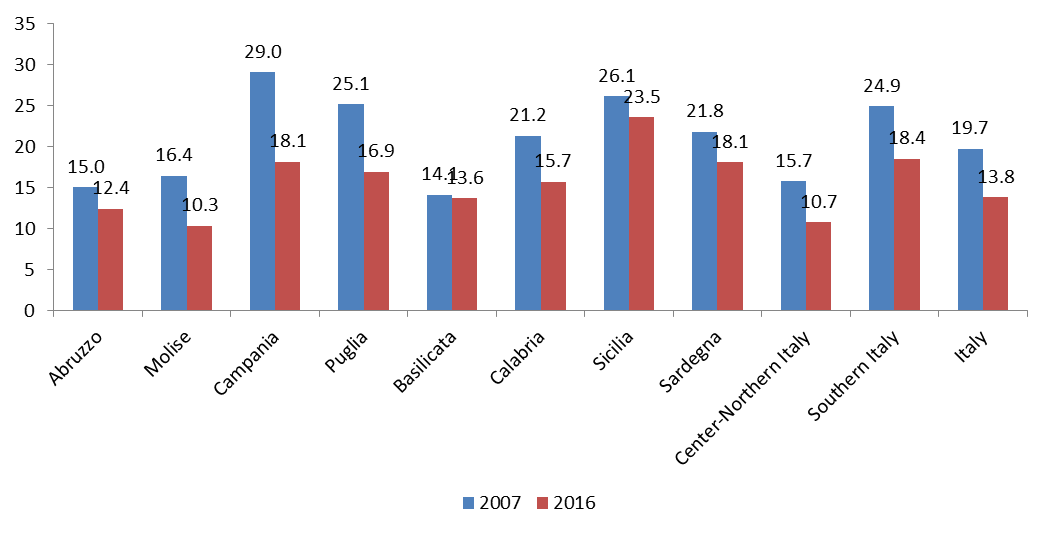 35
30
25
20
15
10
5
0
15.0
12.4
16.4
10.3
29.0
18.1
25.1
16.9
14.1
13.6
21.2
15.7
26.1
23.5
21.8
18.1
15.7
10.7
24.9
18.4
19.7
13.8
Abruzzo
Molise
Campania
Puglia
Basilicata
Calabria
Sicilia
Sardegna
Center-Northern Italy
Southern Italy
Italy
2007
2016